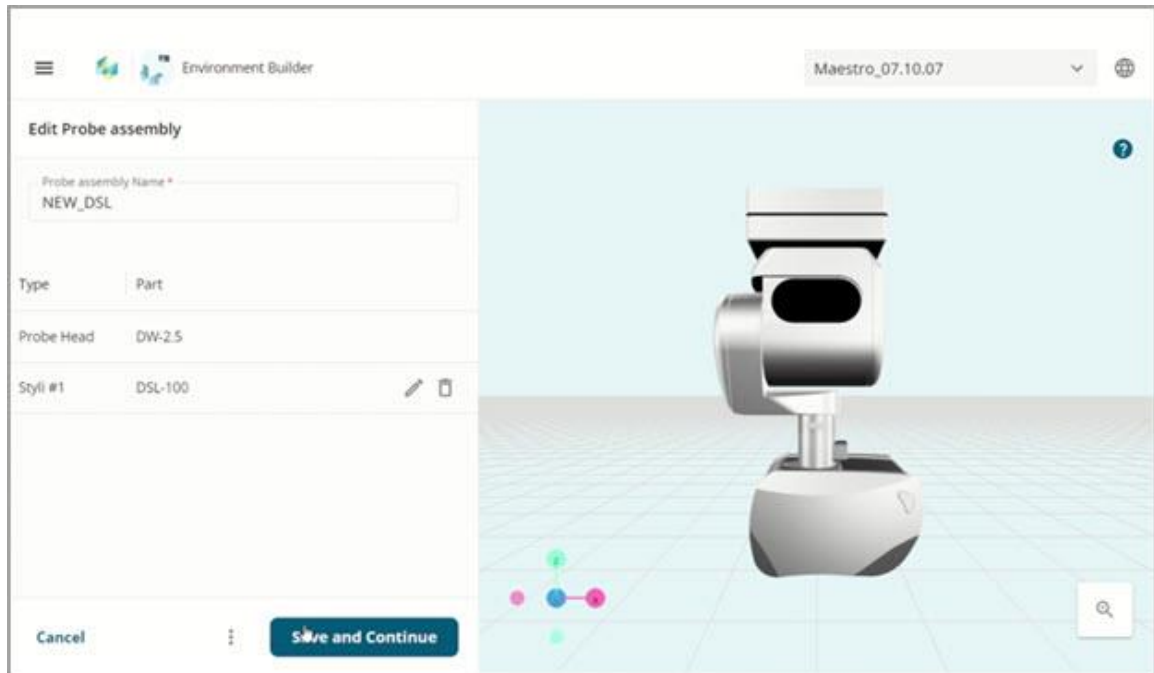 Environment Builder
Maestro_07.10.07
Edit Probe assembly
Probe assembly Name *
NEW_DSL
Type Part
Probe Head DW-2.5
Styli #1 DSL-100
Cancel
Save and Continue